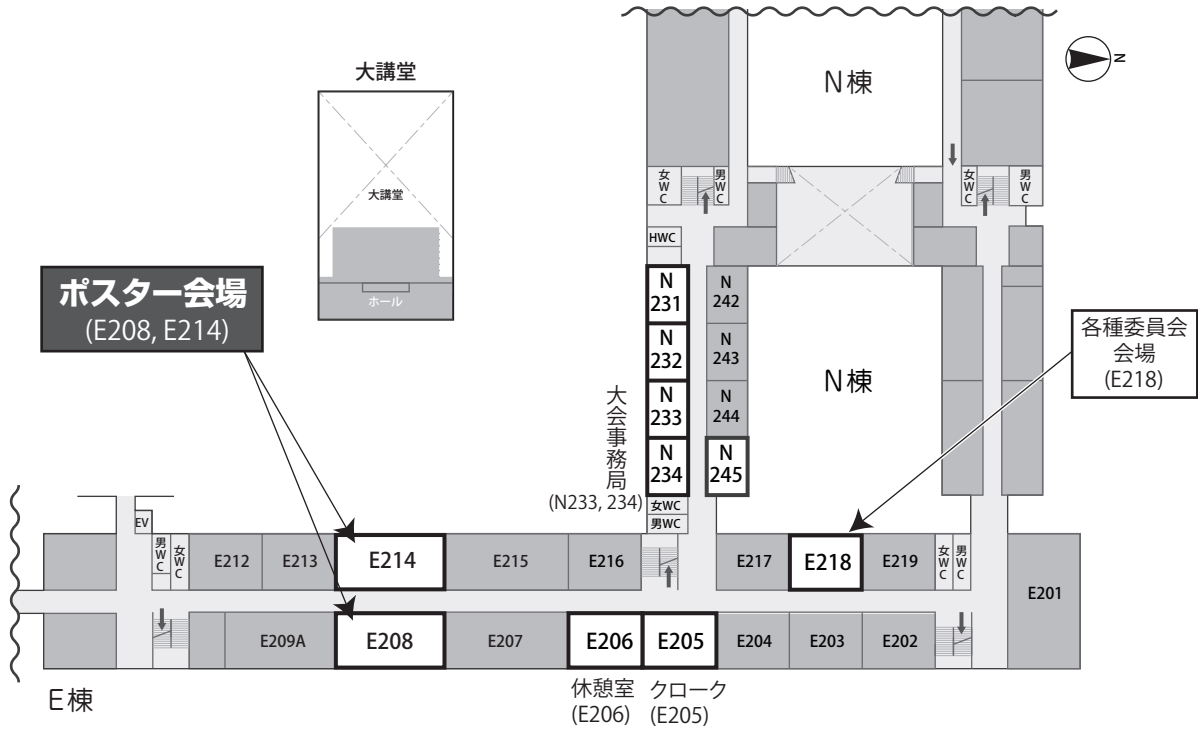 大講堂
大講堂
ホール
N棟
N
ポスター会場
(E208, E214)
女WC
男WC
女WC
男WC
HWC
N
231
N
232
N
233
N
234
N
242
N
243
N
244
N
245
N棟
各種委員会
会場
(E218)
大会事務局
(N233, 234)
女WC
男WC
EV
男WC
女WC
E212
E213
E214
E215
E216
E217
E218
E219
女WC
男WC
E201
E209A
E208
E207
E206
E205
E204
E203
E202
E棟
休憩室
(E206)
クローク
(E205)